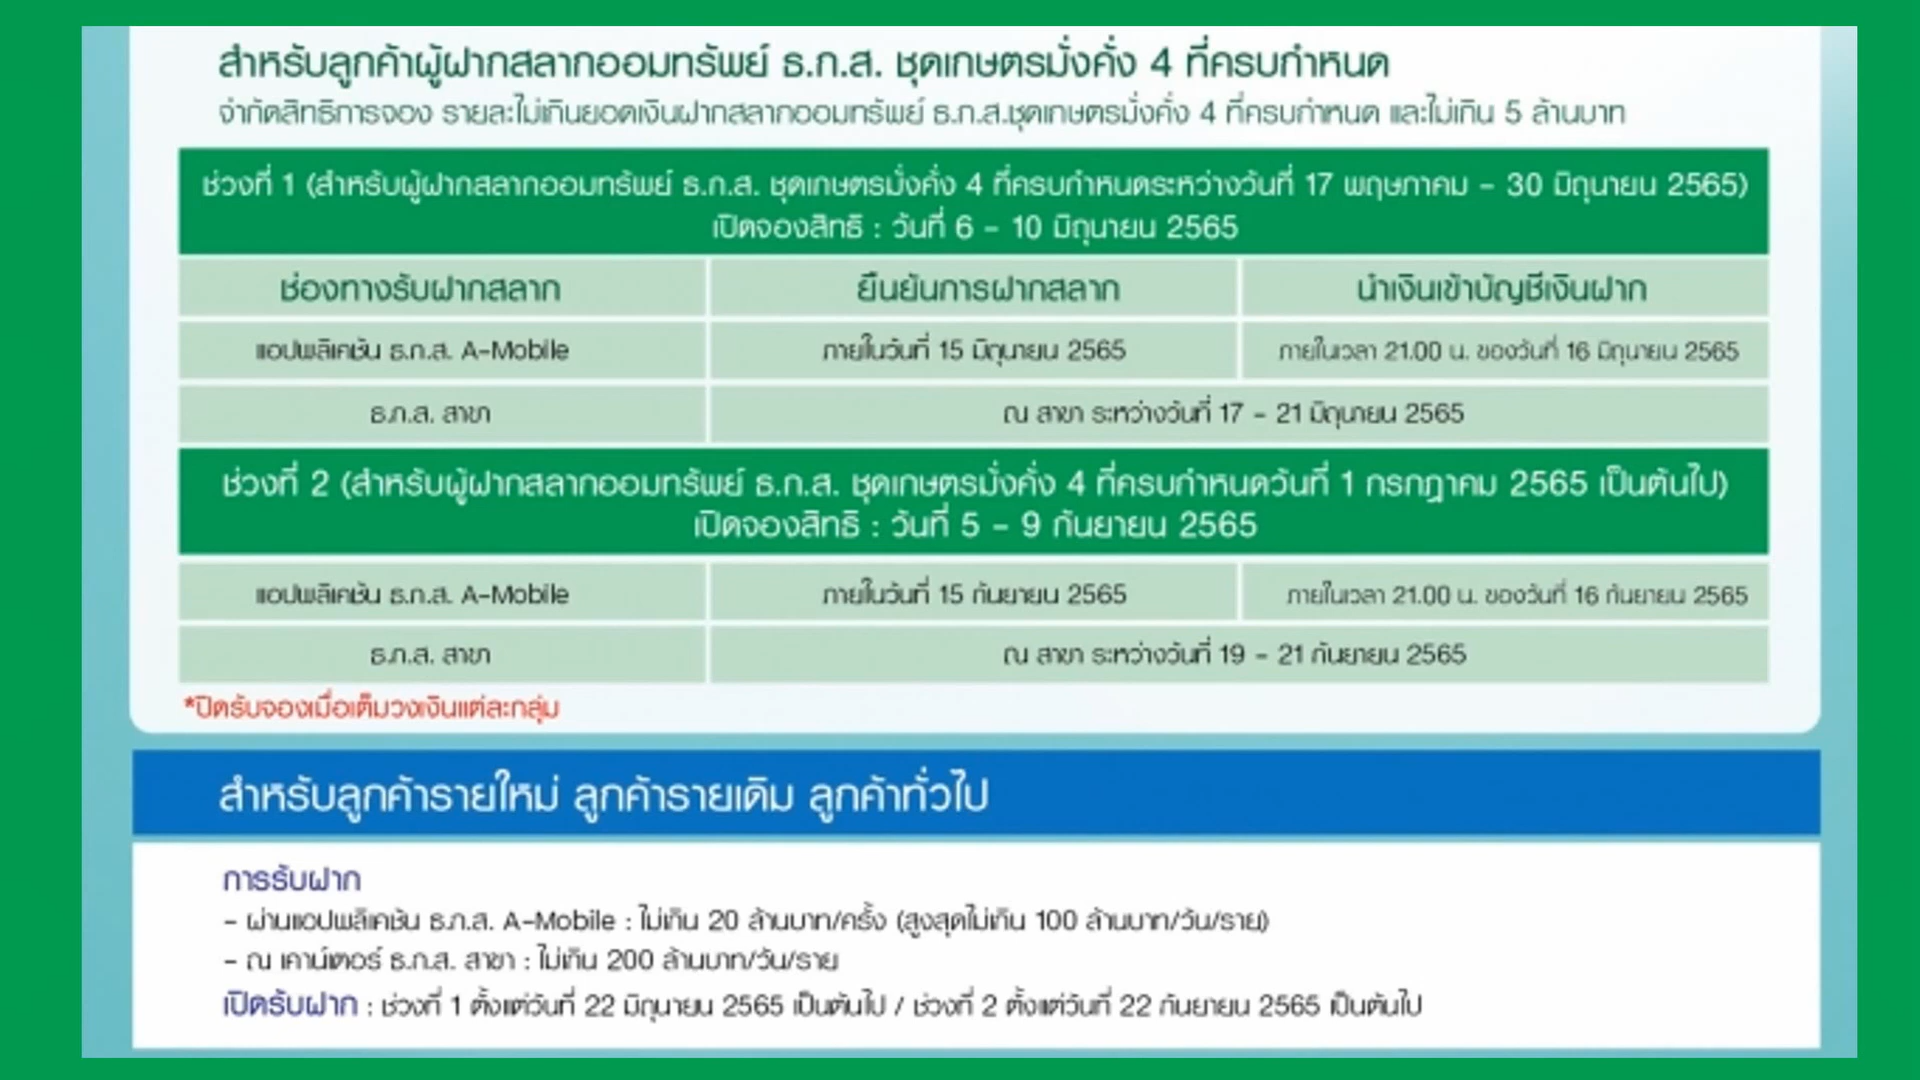 สำหรับลูกค้าผู้ฝากสลากออมทรัพย์ ธ.ก.ส. ชุดเกษตรมั่งคั่ง 4 ที่ครบกำหนด
จำกัดสิทธิการจอง รายละไม่เกินยอดเงินฝากสลากออมทรัพย์ ธ.ก.ส.ชุดเกษตรมั่งคั่ง 4 ที่ครบกำหนด และไม่เกิน 5 ล้านบาท
ช่วงที่ 1 (สำหรับผู้ฝากสลากออมทรัพย์ ธ.ก.ส. ชุดเกษตรมั่งคั่ง 4 ที่ครบกำหนดระหว่างวันที่ 17 พฤษภาคม - 30 มิถุนายน 2565)
เปิดจองสิทธิ : วันที่ 6 - 10 มิถุนายน 2565
ช่องทางรับฝากสลาก ยืนยันการฝากสลาก นำเงินเข้าบัญชีเงินฝาก
แอปพลิเคชัน ธ.ก.ส. A-Mobile ภายในวันที่ 15 มิถุนายน 2565 ภายในเวลา 21.00 น. ของวันที่ 16 มิถุนายน 2565
ธ.ก.ส. สาขา ณ สาขา ระหว่างวันที่ 17 - 21 มิถุนายน 2565
ช่วงที่ 2 (สำหรับผู้ฝากสลากออมทรัพย์ ธ.ก.ส. ชุดเกษตรมั่งคั่ง 4 ที่ครบกำหนดวันที่ 1 กรกฎาคม 2565 เป็นต้นไป)
เปิดจองสิทธิ : วันที่ 5 - 9 กันยายน 2565
แอปพลิเคชัน ธ.ก.ส. A-Mobile ภายในวันที่ 15 กันยายน 2565 ภายในเวลา 21.00 น. ของวันที่ 16 กันยายน 2565
ธ.ก.ส. สาขา ณ สาขา ระหว่างวันที่ 19 - 21 กันยายน 2565
*ปิดรับจองเมื่อเต็มวงเงินแต่ละกลุ่ม
สำหรับลูกค้ารายใหม่ ลูกค้ารายเดิม ลูกค้าทั่วไป
การรับฝาก
- ผ่านแอปพลิเคชัน ธ.ก.ส. A-Mobile : ไม่เกิน 20 ล้านบาท/ครั้ง (สูงสุดไม่เกิน 100 ล้านบาท/วัน/ราย)
- ณ เคาน์เตอร์ ธ.ก.ส. สาขา : ไม่เกิน 200 ล้านบาท/วัน/ราย
เปิดรับฝาก : ช่วงที่ 1 ตั้งแต่วันที่ 22 มิถุนายน 2565 เป็นต้นไป / ช่วงที่ 2 ตั้งแต่วันที่ 22 กันยายน 2565 เป็นต้นไป